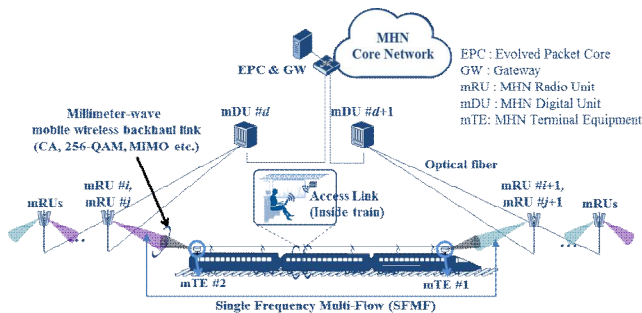 MHN
Core Network
EPC & GW
EPC : Evolved Packet Core
GW : Gateway
mRU : MHN Radio Unit
mDU : MHN Digital Unit
mTE: MHN Terminal Equipment
Millimeter-wave
mobile wireless backhaul link
(CA, 256-QAM, MIMO etc.)
mDU #d
mDU #d+1
Optical fiber
Access Link
(Inside train)
mRUs
mRU #i,
mRU #j
mRU #i+1,
mRU #j+1
mRUs
...
...
mTE #2
mTE #1
Single Frequency Multi-Flow (SFMF)